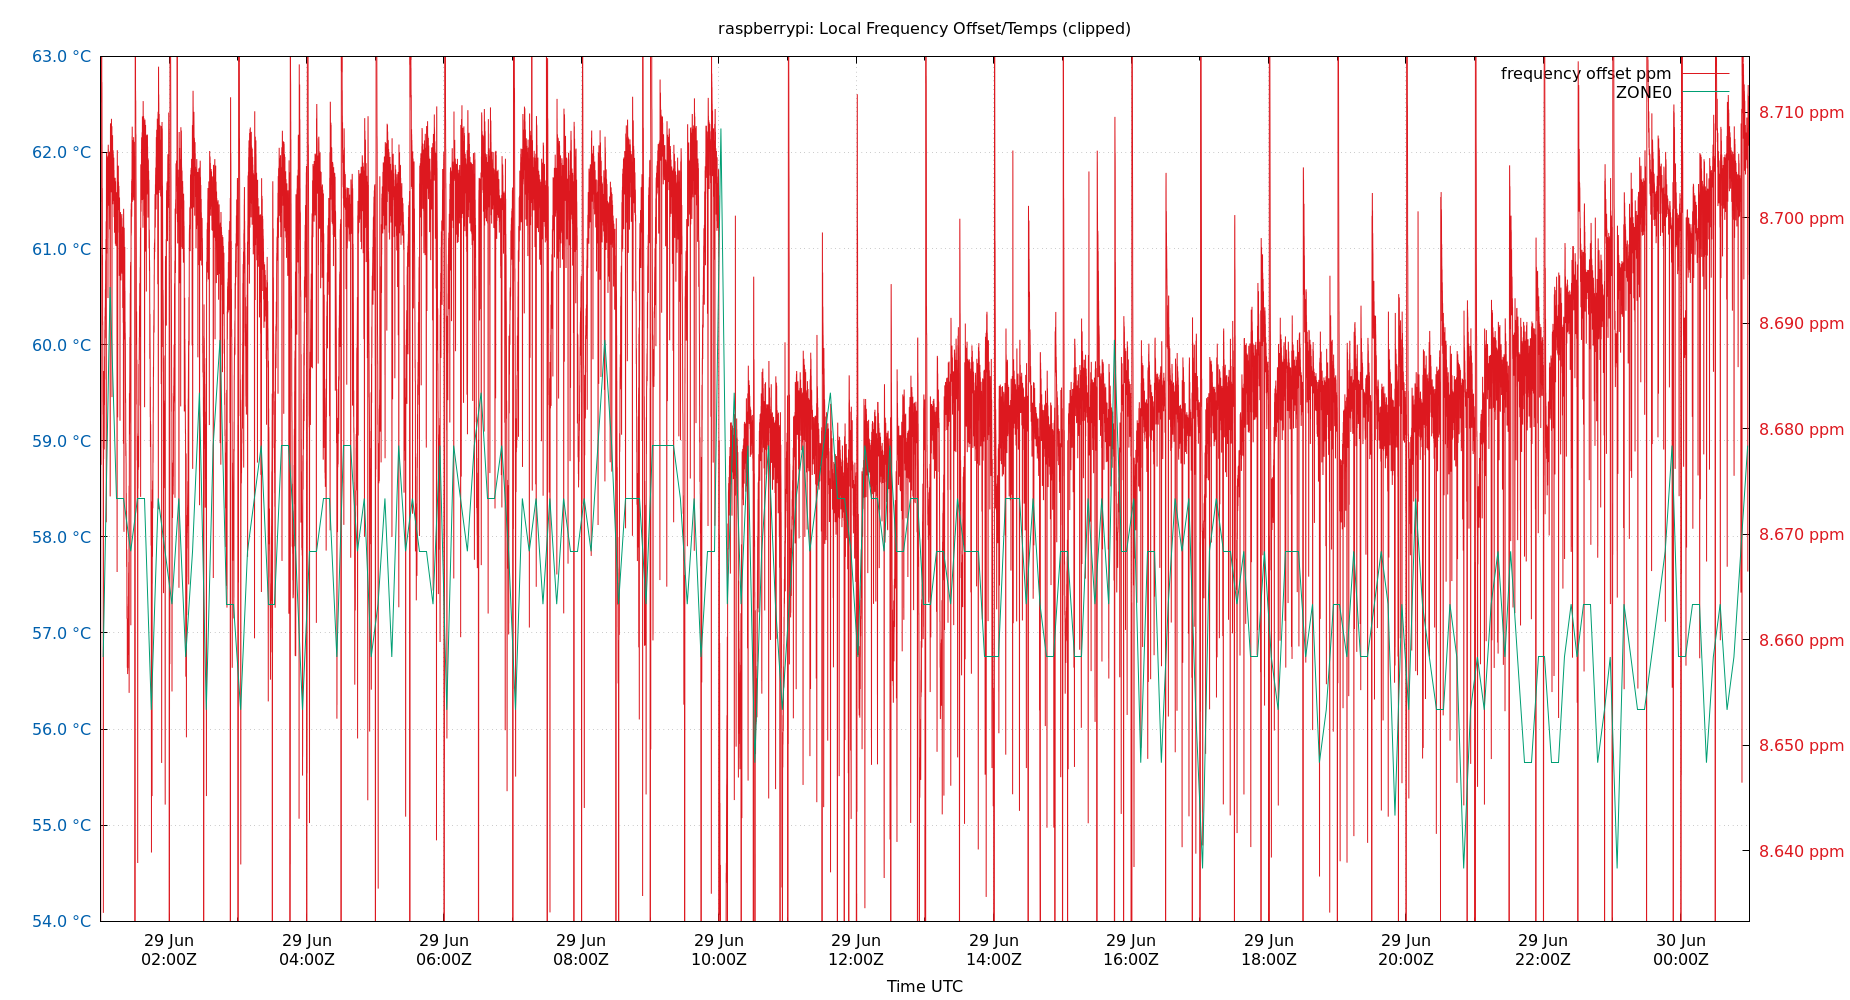 raspberrypi: Local Frequency Offset/Temps (clipped)
frequency offset ppm
ZONE0
63.0 °C
62.0 °C
61.0 °C
60.0 °C
59.0 °C
58.0 °C
57.0 °C
56.0 °C
55.0 °C
54.0 °C
8.710 ppm
8.700 ppm
8.690 ppm
8.680 ppm
8.670 ppm
8.660 ppm
8.650 ppm
8.640 ppm
29 Jun 29 Jun 29 Jun 29 Jun 29 Jun 29 Jun 29 Jun 29 Jun 29 Jun 29 Jun 29 Jun 30 Jun
02:00Z 04:00Z 06:00Z 08:00Z 10:00Z 12:00Z 14:00Z 16:00Z 18:00Z 20:00Z 22:00Z 00:00Z
Time UTC